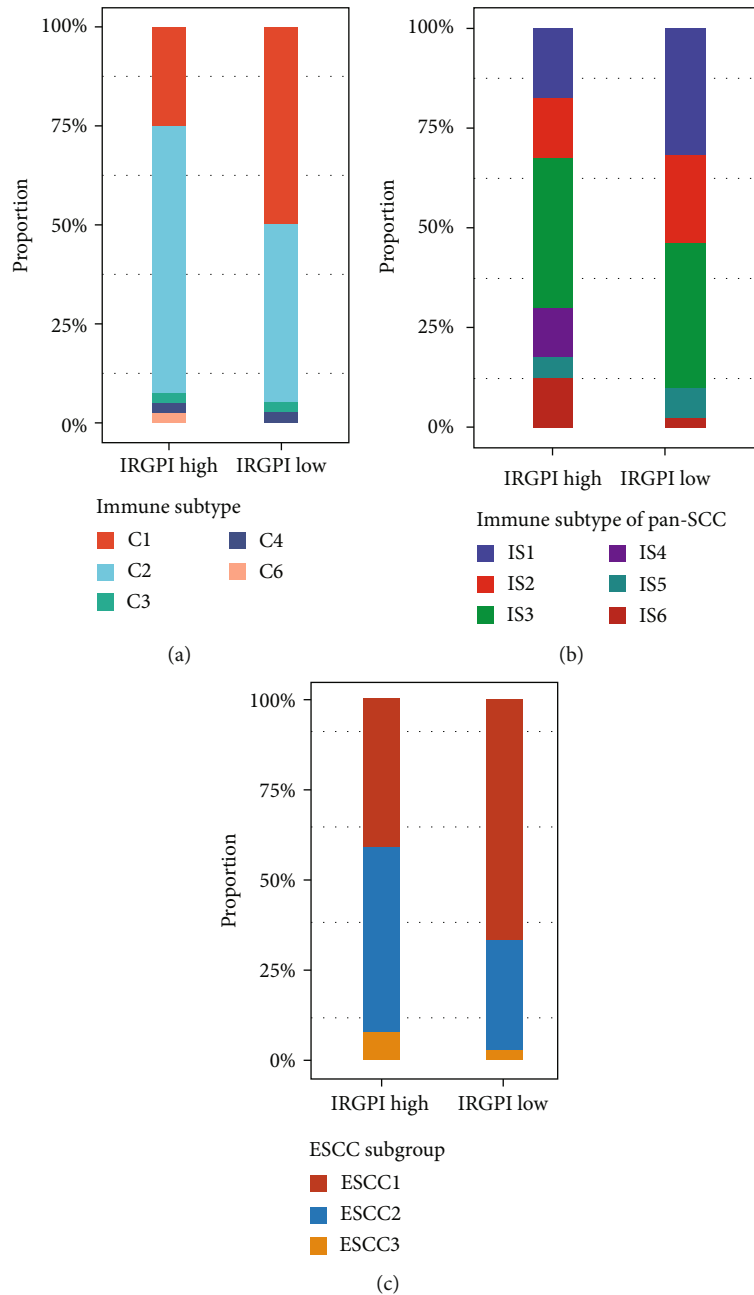 100%
75%
50%
25%
0%
Proportion
IRGPI high IRGPI low
Immune subtype
C1 C4
C2 C6
C3
(a)
100%
75%
50%
25%
0%
Proportion
IRGPI high IRGPI low
Immune subtype of pan-SCC
IS1 IS4
IS2 IS5
IS3 IS6
(b)
100%
75%
50%
25%
0%
Proportion
IRGPI high IRGPI low
ESCC subgroup
ESCC1
ESCC2
ESCC3
(c)